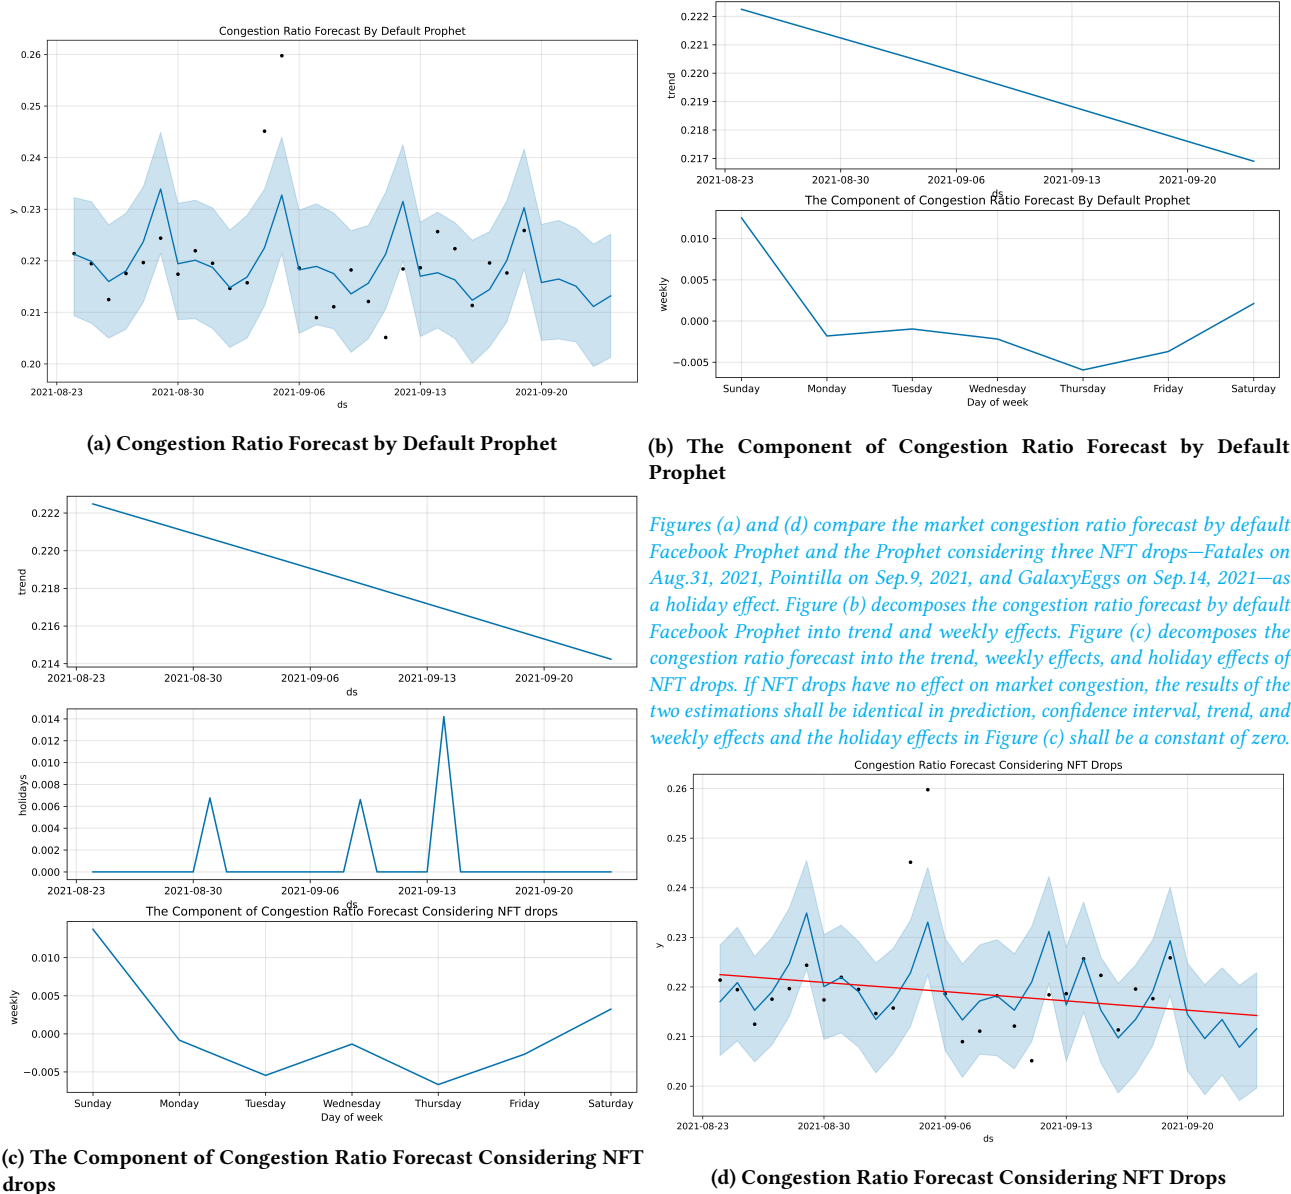 Congestion Ratio Forecast By Default Prophet
0.26
0.25
0.24
0.23
0.22
0.21
0.20
y
2021-08-23 2021-08-30 2021-09-06 2021-09-13 2021-09-20
ds
(a) Congestion Ratio Forecast by Default Prophet
0.222
0.221
0.220
0.219
0.218
0.217
trend
2021-08-23 2021-08-30 2021-09-06 2021-09-13 2021-09-20
ds
The Component of Congestion Ratio Forecast By Default Prophet
0.010
0.005
0.000
−0.005
weekly
Sunday Monday Tuesday Wednesday Thursday Friday Saturday
Day of week
(b) The Component of Congestion Ratio Forecast by Default
Prophet
0.222
0.220
0.218
0.216
0.214
trend
2021-08-23 2021-08-30 2021-09-06 2021-09-13 2021-09-20
ds
0.014
0.012
0.010
0.008
0.006
0.004
0.002
0.000
holidays
2021-08-23 2021-08-30 2021-09-06 2021-09-13 2021-09-20
ds
The Component of Congestion Ratio Forecast Considering NFT drops
0.010
0.005
0.000
−0.005
weekly
Sunday Monday Tuesday Wednesday Thursday Friday Saturday
Day of week
(c) The Component of Congestion Ratio Forecast Considering NFT
drops
Figures (a) and (d) compare the market congestion ratio forecast by default
Facebook Prophet and the Prophet considering three NFT drops—Fatales on
Aug.31, 2021, Pointilla on Sep.9, 2021, and GalaxyEggs on Sep.14, 2021—as
a holiday effect. Figure (b) decomposes the congestion ratio forecast by default
Facebook Prophet into trend and weekly effects. Figure (c) decomposes the
congestion ratio forecast into the trend, weekly effects, and holiday effects of
NFT drops. If NFT drops have no effect on market congestion, the results of the
two estimations shall be identical in prediction, confidence interval, trend, and
weekly effects and the holiday effects in Figure (c) shall be a constant of zero.
Congestion Ratio Forecast Considering NFT Drops
0.26
0.25
0.24
0.23
0.22
0.21
0.20
y
2021-08-23 2021-08-30 2021-09-06 2021-09-13 2021-09-20
ds
(d) Congestion Ratio Forecast Considering NFT Drops